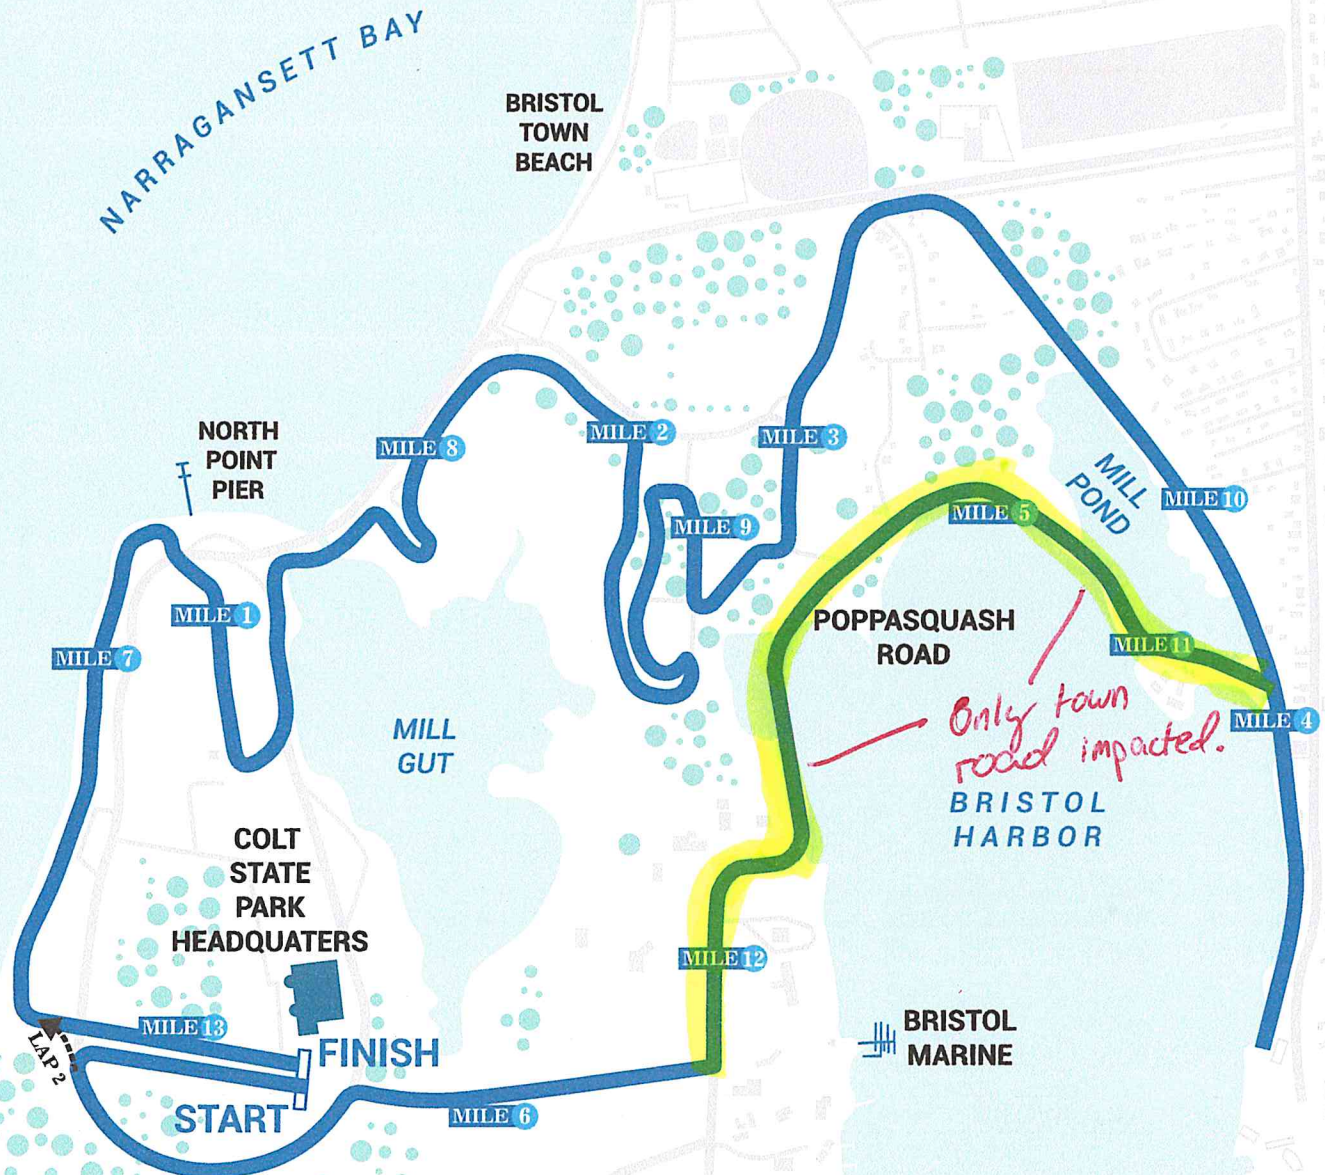 NARRAGANSETT BAY
BRISTOL
TOWN
BEACH
NORTH
POINT
PIER
MILE 8
MILE 2
MILE 3
MILL
POND
MILE 10
MILE 9
MILE 5
MILE 1
MILE 7
POPPASQUASH
ROAD
MILE 11
Only town
road impacted.
MILE 4
MILL
GUT
BRISTOL
HARBOR
COLT
STATE
PARK
HEADQUATERS
MILE 12
MILE 13
LAP 2
FINISH
START
BRISTOL
MARINE
MILE 6